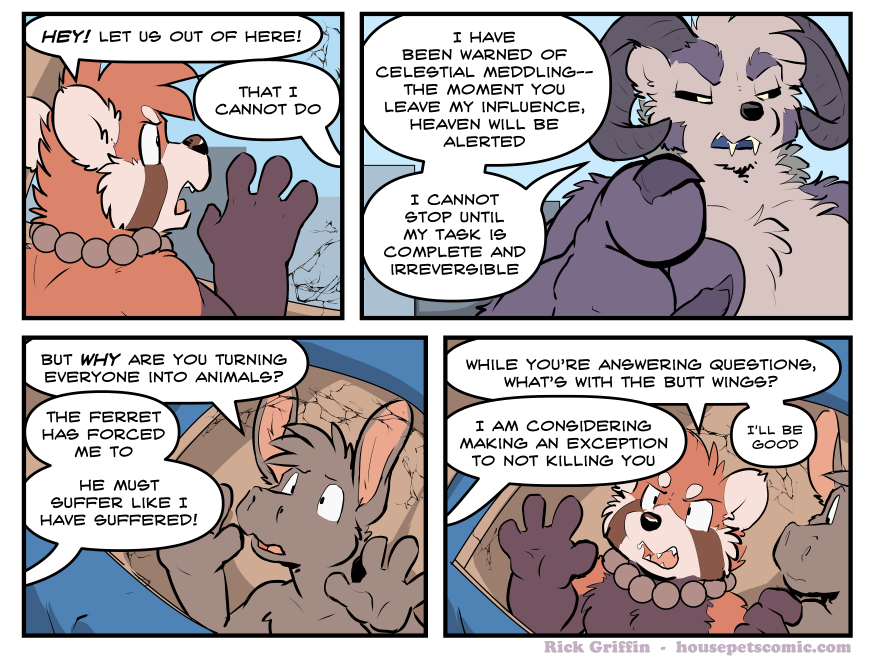 HEY! LET US OUT OF HERE!
THAT I
CANNOT DO
I HAVE
BEEN WARNED OF
CELESTIAL MEDDLING--
THE MOMENT YOU
LEAVE MY INFLUENCE,
HEAVEN WILL BE
ALERTED
I CANNOT
STOP UNTIL
MY TASK IS
COMPLETE AND
IRREVERSIBLE
BUT WHY ARE YOU TURNING
EVERYONE INTO ANIMALS?
THE FERRET
HAS FORCED
ME TO
HE MUST
SUFFER LIKE I
HAVE SUFFERED!
WHILE YOU'RE ANSWERING QUESTIONS,
WHAT'S WITH THE BUTT WINGS?
I AM CONSIDERING
MAKING AN EXCEPTION
TO NOT KILLING YOU
I'LL BE
GOOD
Rick Griffin - housepetscomic.com